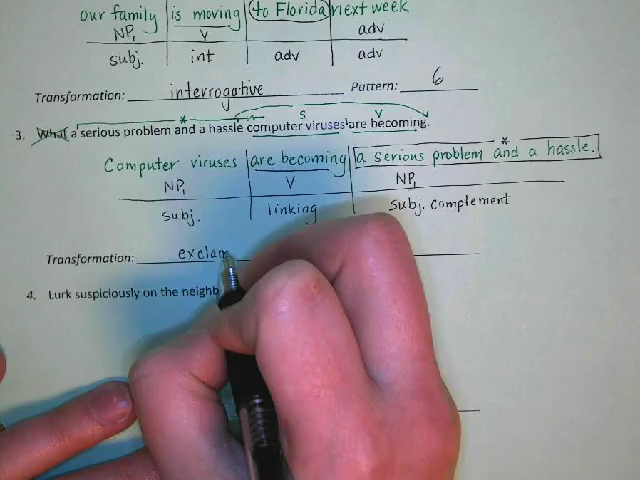 our family is moving (to Florida) next week
NP₁ V adv
subj. int adv adv
Transformation: interrogative Pattern: 6
* S V
3. What a serious problem and a hassle computer viruses are becoming.
*
Computer viruses are becoming a serious problem and a hassle.
NP₁ V NP₁
subj. linking subj. complement
Transformation: exclam
4. Lurk suspiciously on the neighb